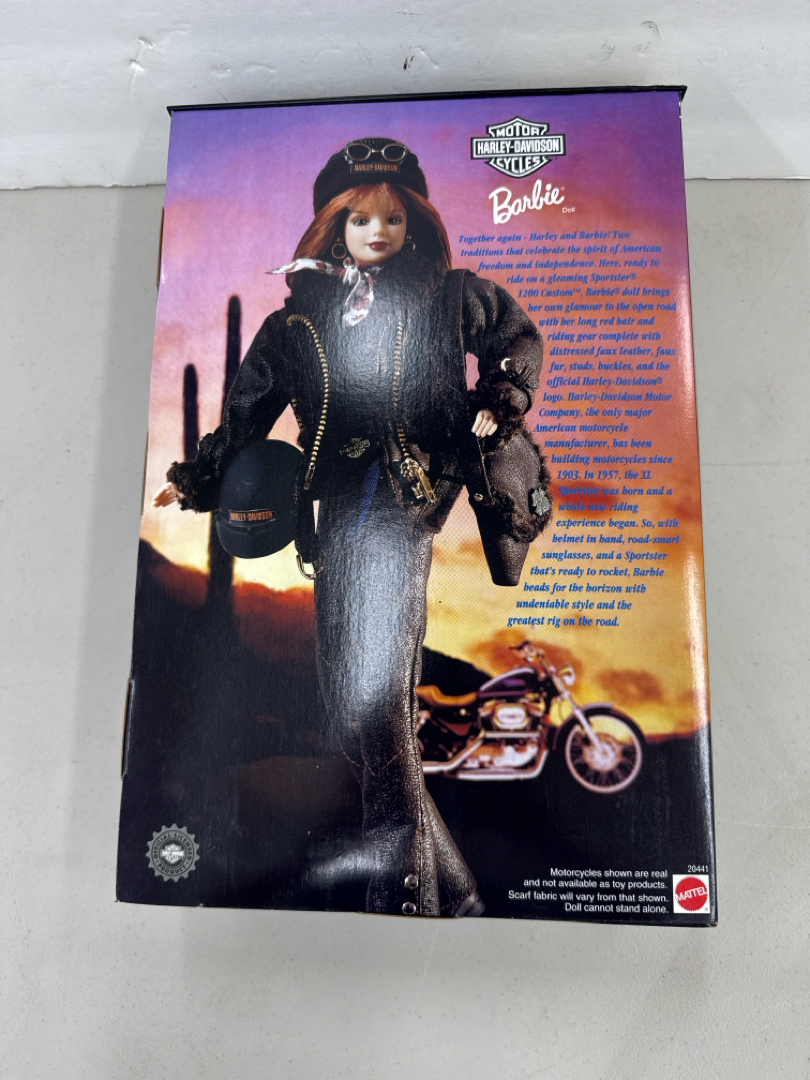 MOTOR
HARLEY-DAVIDSON
CYCLES
Barbie®
Doll
Together again - Harley and Barbie! Two
traditions that celebrate the spirit of American
freedom and independence. Here, ready to
ride on a gleaming Sportster®
1200 Custom™, Barbie® doll brings
her own glamour to the open road
with her long red hair and
riding gear complete with
distressed faux leather, faux
fur, studs, buckles, and the
official Harley-Davidson®
logo. Harley-Davidson Motor
Company, the only major
American motorcycle
manufacturer, has been
building motorcycles since
1903. In 1957, the XL
Sportster was born and a
whole new riding
experience began. So, with
helmet in hand, road-smart
sunglasses, and a Sportster
that's ready to rocket, Barbie
heads for the horizon with
undeniable style and the
greatest rig on the road.
HARLEY-DAVIDSON
HARLEY-DAVIDSON
Motorcycles shown are real
and not available as toy products.
Scarf fabric will vary from that shown.
Doll cannot stand alone.
20441
MATTEL